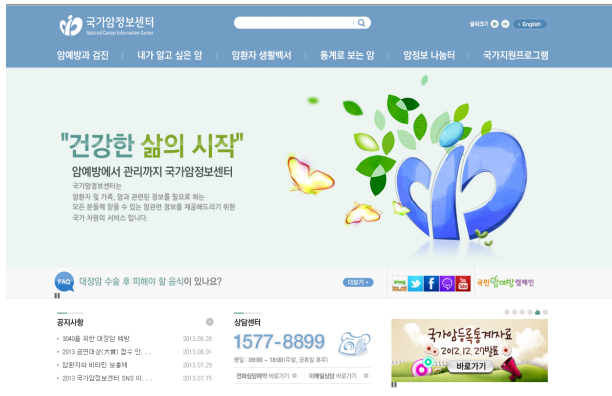 국가암정보센터
National Cancer Information Center
글자크기
English
암예방과 검진
내가 알고 싶은 암
암환자 생활백서
통계로 보는 암
암정보 나눔터
국가지원프로그램
"건강한 삶의 시작"
암예방에서 관리까지 국가암정보센터
국가암정보센터는
암환자 및 가족, 암과 관련된 정보를 필요로 하는
모든 분들께 믿을 수 있는 암관련 정보를 제공해드리기 위한
국가 차원의 서비스 입니다.
FAQ 대장암 수술 후 피해야 할 음식이 있나요?
더보기
blog
You Tube
국민암예방캠페인
공지사항
3040을 위한 대장암 예방 2013.08.28
2013 금연대상(大賞) 접수 안... 2013.08.01
암환자와 비타민 보충제 2013.07.29
2013 국가암정보센터 SNS 이... 2013.07.15
상담센터
1577-8899
평일 : 09:00 ~ 18:00(주말, 공휴일 휴무)
전화상담예약 바로가기
이메일상담 바로가기
국가암등록통계자료
2012.12.27발표
바로가기